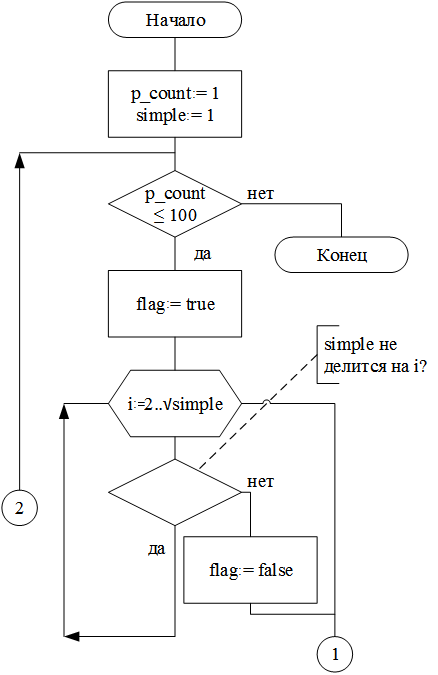 Начало
p_count:= 1
simple:= 1
p_count
≤ 100
нет
да
Конец
flag:= true
simple не
делится на i?
i:=2..√simple
нет
да
2
flag:= false
1